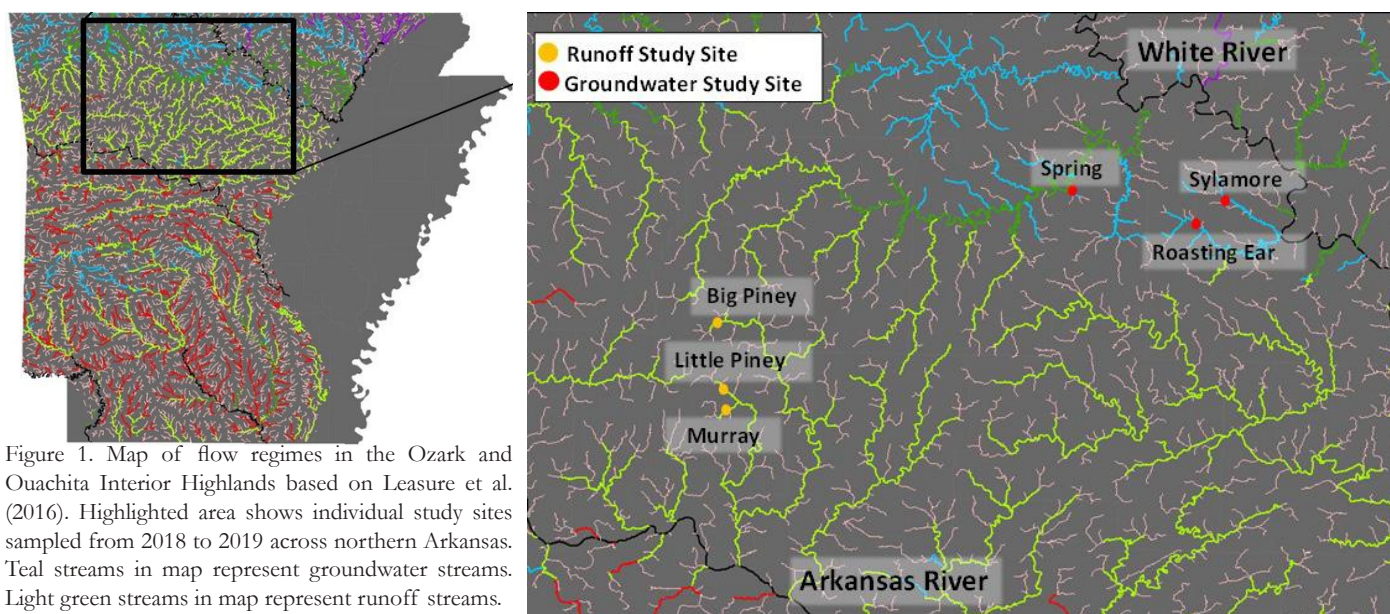 Runoff Study Site
Groundwater Study Site
White River
Spring
Sylamore
Roasting Ear
Big Piney
Little Piney
Murray
Arkansas River
Figure 1. Map of flow regimes in the Ozark and
Ouachita Interior Highlands based on Leasure et al.
(2016). Highlighted area shows individual study sites
sampled from 2018 to 2019 across northern Arkansas.
Teal streams in map represent groundwater streams.
Light green streams in map represent runoff streams.